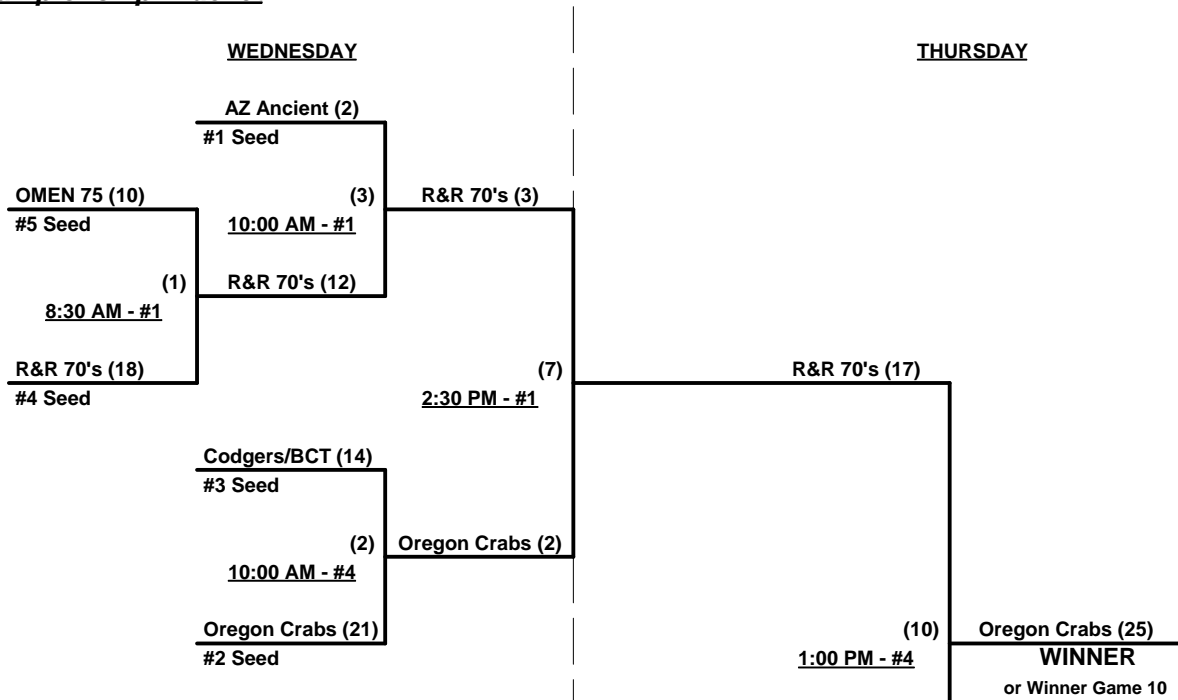 WEDNESDAY
THURSDAY
AZ Ancient (2)
#1 Seed
OMEN 75 (10)
#5 Seed
(3)
10:00 AM - #1
R&R 70's (3)
(1)
8:30 AM - #1
R&R 70's (12)
R&R 70's (18)
#4 Seed
(7)
2:30 PM - #1
R&R 70's (17)
Codgers/BCT (14)
#3 Seed
(2)
10:00 AM - #4
Oregon Crabs (2)
Oregon Crabs (21)
#2 Seed
(10)
1:00 PM - #4
Oregon Crabs (25)
WINNER
or Winner Game 10